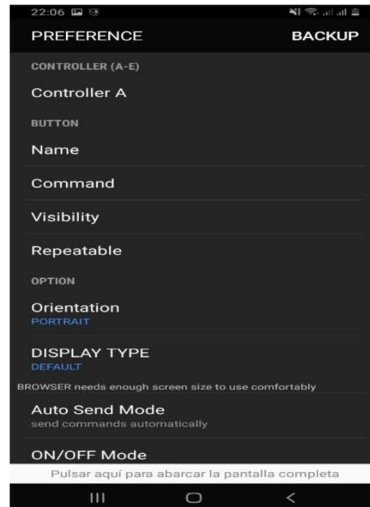 22:06
PREFERENCE BACKUP
CONTROLLER (A-E)
Controller A
BUTTON
Name
Command
Visibility
Repeatable
OPTION
Orientation
PORTRAIT
DISPLAY TYPE
DEFAULT
BROWSER needs enough screen size to use comfortably
Auto Send Mode
send commands automatically
ON/OFF Mode
Pulsar aquí para abarcar la pantalla completa